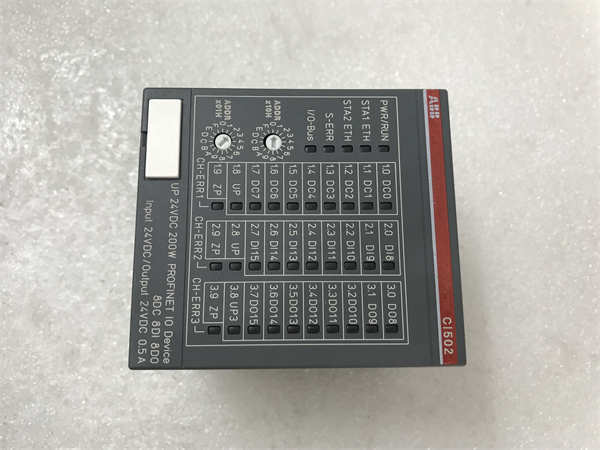 ABB CI502
PWR/RUN 1.0 DC0 2.0 DI8 3.0 DO8
STA1 ETH 1.1 DC1 2.1 DI9 3.1 DO9
STA2 ETH 1.2 DC2 2.2 DI10 3.2 DO10
S-ERR 1.3 DC3 2.3 DI11 3.3 DO11
I/O-Bus 1.4 DC4 2.4 DI12 3.4 DO12
1.5 DC5 2.5 DI13 3.5 DO13
ADDR x10H 1.6 DC6 2.6 DI14 3.6 DO14
1.7 DC7 2.7 DI15 3.7 DO15
ADDR x01H 1.8 UP 2.8 UP 3.8 UP3
1.9 ZP 2.9 ZP 3.9 ZP
CH-ERR1 CH-ERR2 CH-ERR3
UP 24VDC 200W PROFINET IO Device
8DC 8DI 8DO
Input 24VDC/Output 24VDC 0.5A